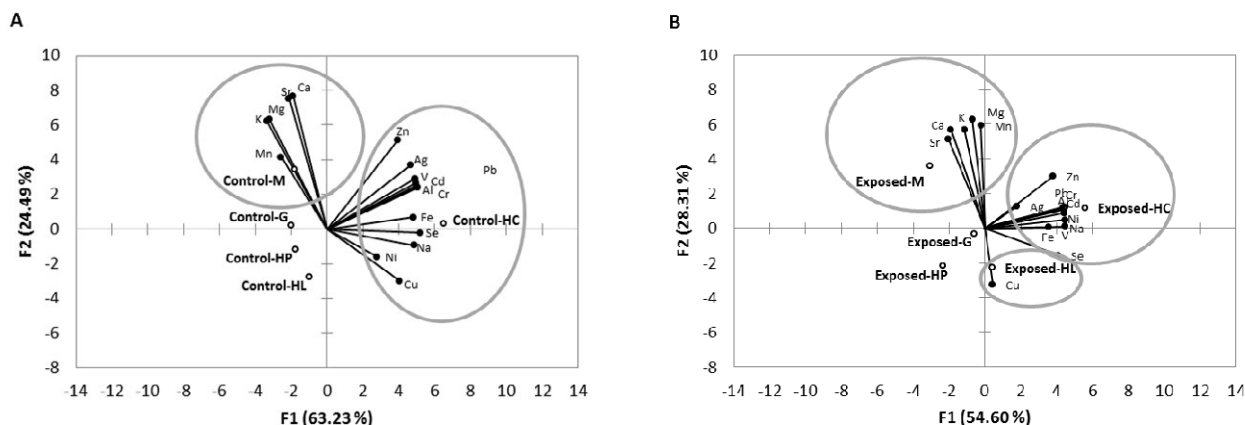 A
B
10
8
6
4
2
0
-2
-4
-6
-8
-14 -12 -10 -8 -6 -4 -2 0 2 4 6 8 10 12 14
F1 (63.23 %)
F2 (24.49 %)
Sr Ca
K Mg
Mn
Control-M
Control-G
Control-HP
Control-HL
Zn
Ag
Pb
V
Cd
Al
Cr
Fe
Control-HC
Se
Na
Ni
Cu
10
8
6
4
2
0
-2
-4
-6
-8
-14 -12 -10 -8 -6 -4 -2 0 2 4 6 8 10 12 14
F1 (54.60 %)
F2 (28.31 %)
Ca K Mg
Mn
Sr
Exposed-M
Zn
Pb
Cr
Ag
Cd
Exposed-HC
Ni
Na
Fe
V
Exposed-G
Se
Exposed-HP
Exposed-HL
Cu